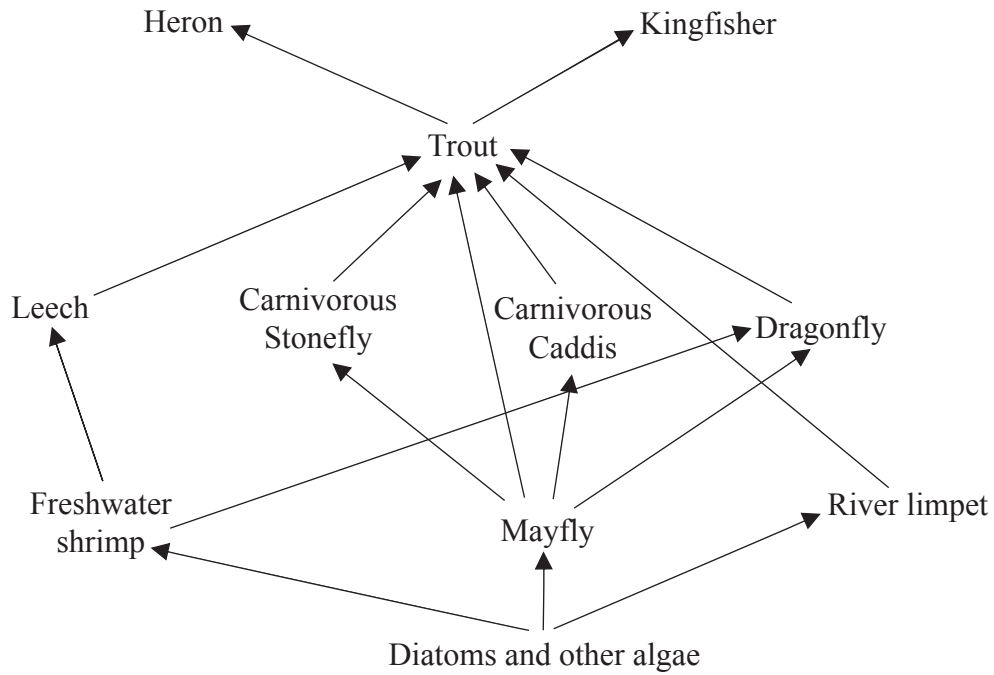 Heron
Kingfisher
Trout
Leech
Carnivorous
Stonefly
Carnivorous
Caddis
Dragonfly
Freshwater
shrimp
Mayfly
River limpet
Diatoms and other algae